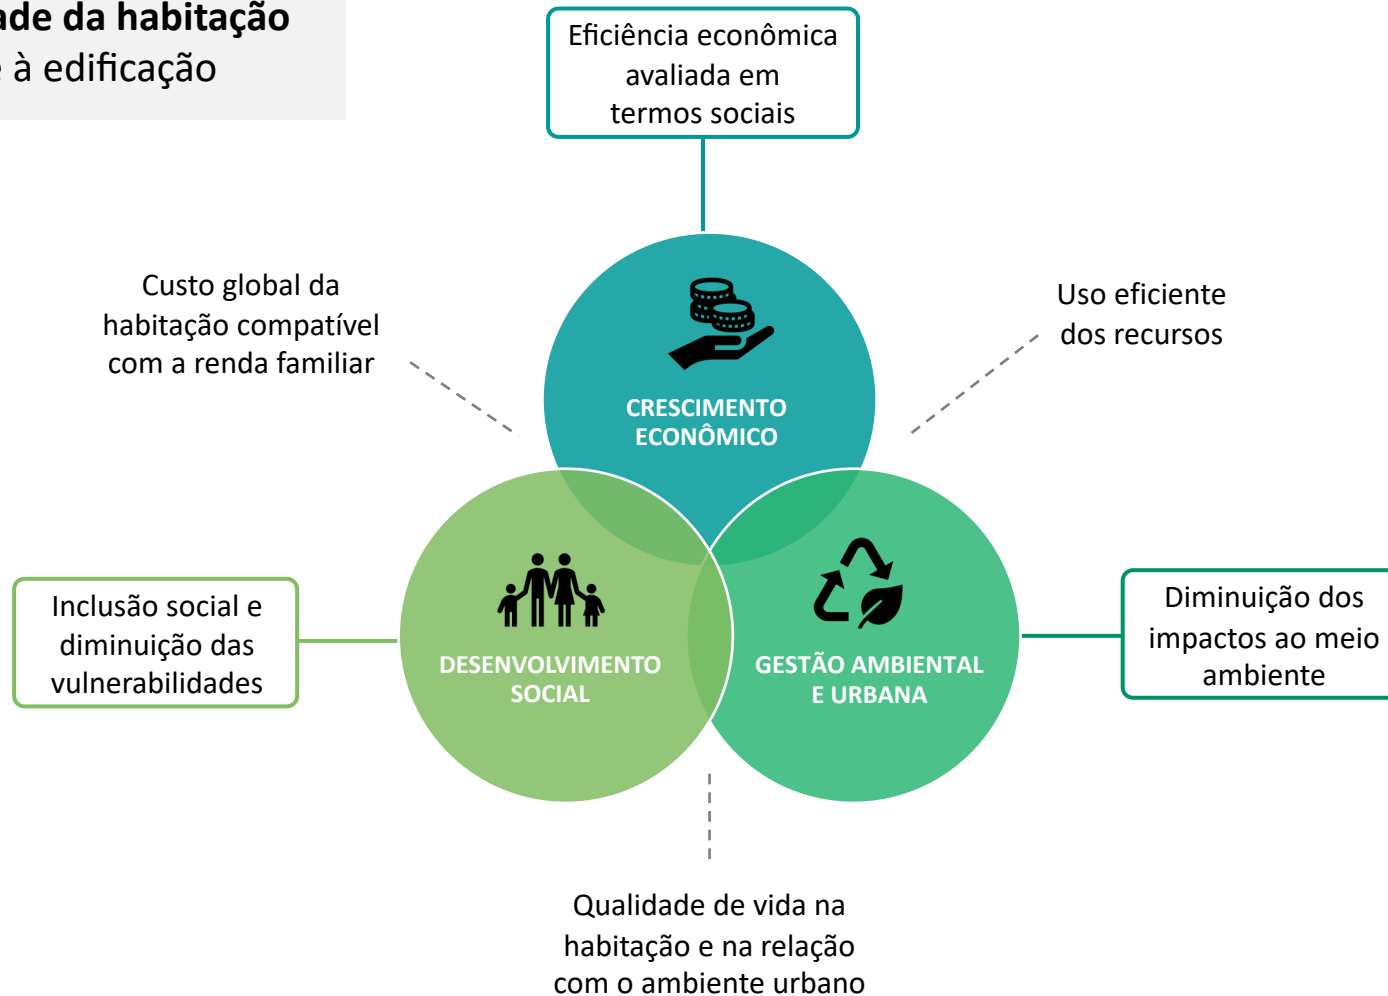 da habitação
à edificação
Eficiência econômica
avaliada em
termos sociais
Custo global da
habitação compatível
com a renda familiar
Uso eficiente
dos recursos
CRESCIMENTO
ECONÔMICO
Inclusão social e
diminuição das
vulnerabilidades
DESENVOLVIMENTO
SOCIAL
GESTÃO AMBIENTAL
E URBANA
Diminuição dos
impactos ao meio
ambiente
Qualidade de vida na
habitação e na relação
com o ambiente urbano